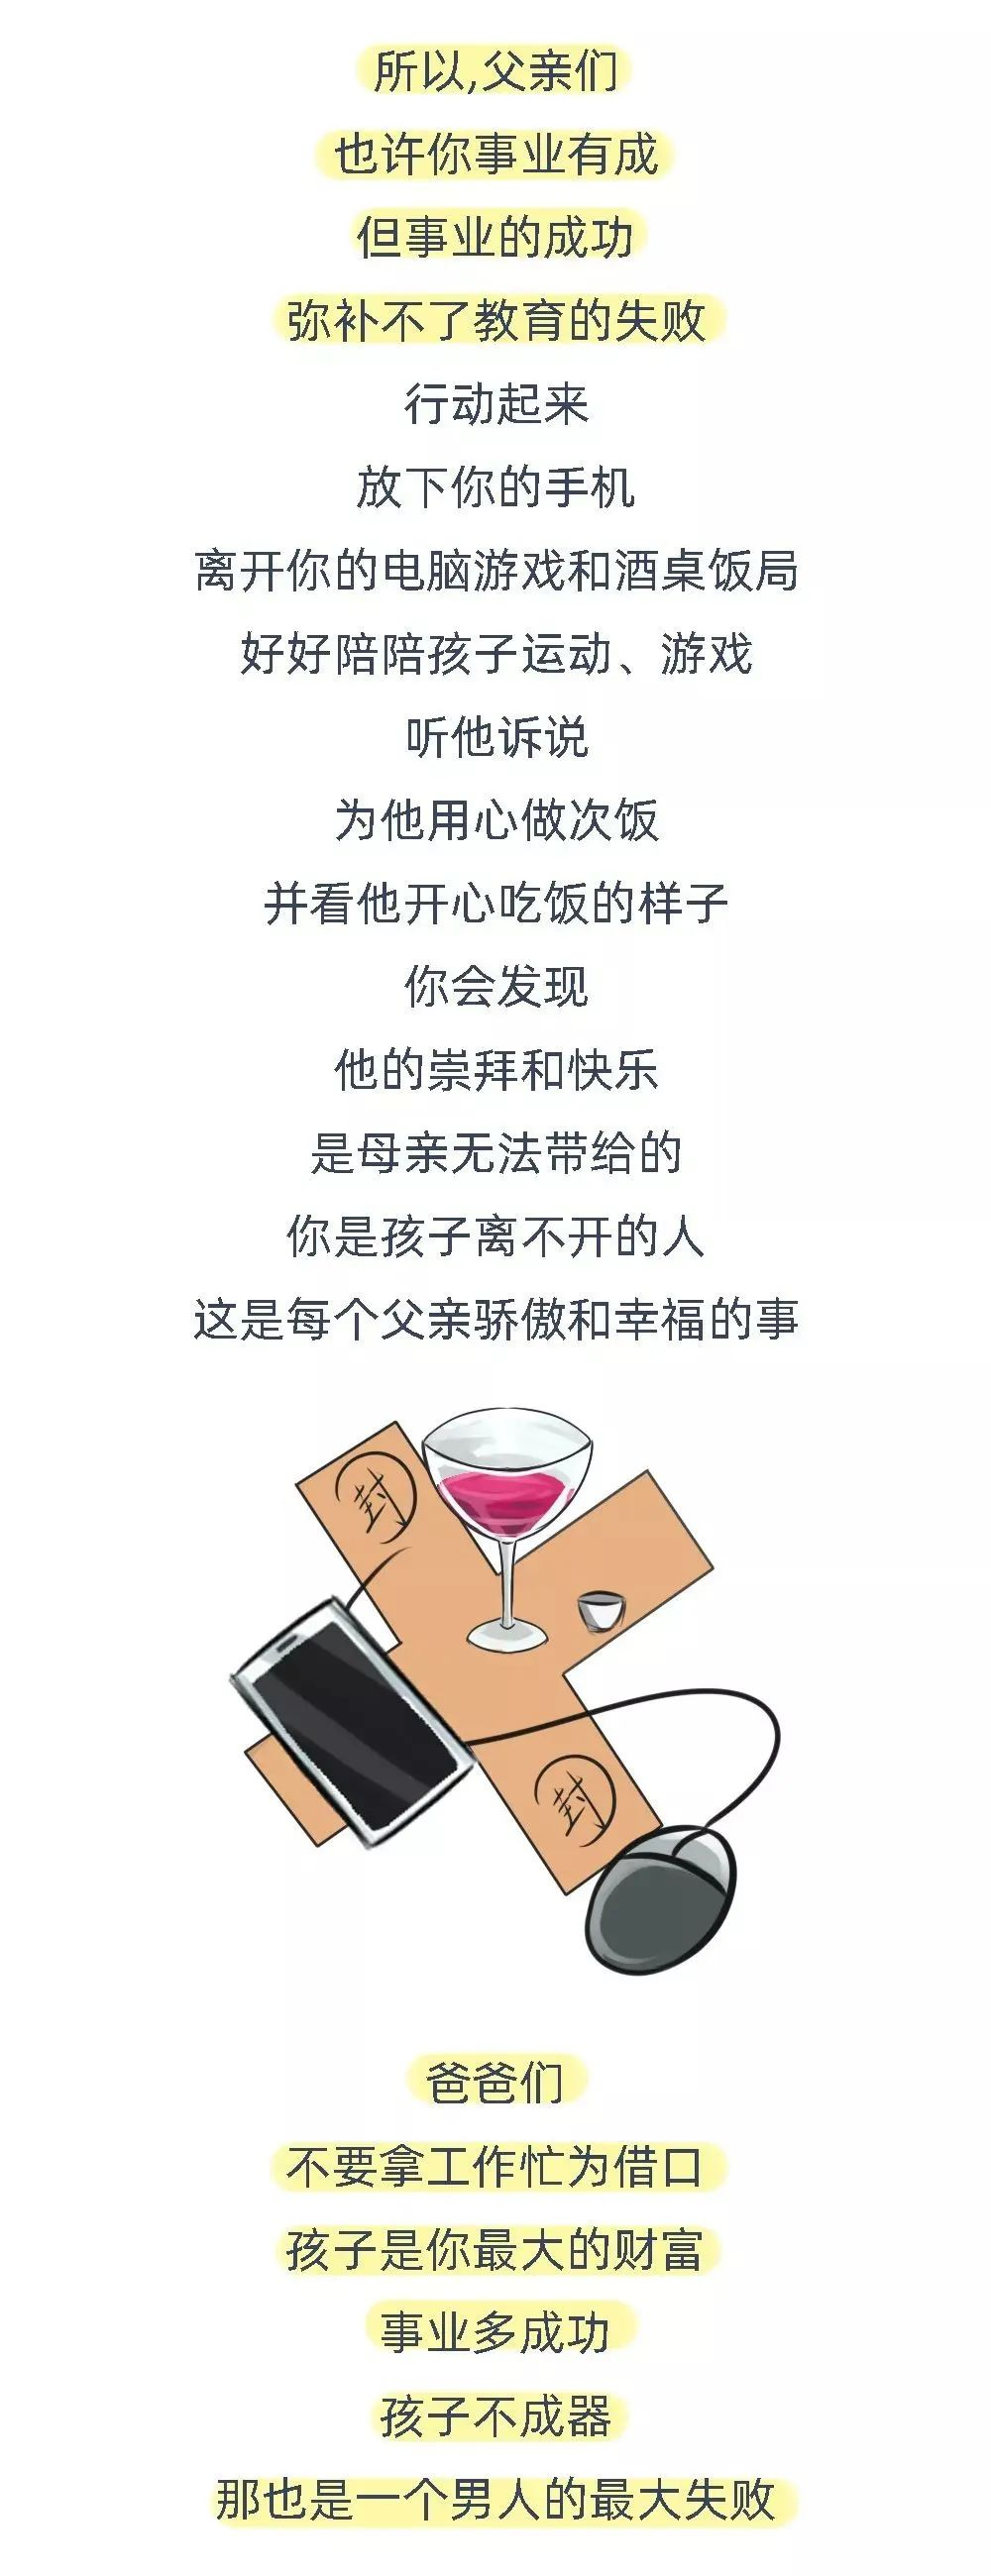 所以,父亲们
也许你事业有成
但事业的成功
弥补不了教育的失败
行动起来
放下你的手机
离开你的电脑游戏和酒桌饭局
好好陪陪孩子运动、游戏
听他诉说
为他用心做次饭
并看他开心吃饭的样子
你会发现
他的崇拜和快乐
是母亲无法带给的
你是孩子离不开的人
这是每个父亲骄傲和幸福的事
封
封
爸爸们
不要拿工作忙为借口
孩子是你最大的财富
事业多成功
孩子不成器
那也是一个男人的最大失败